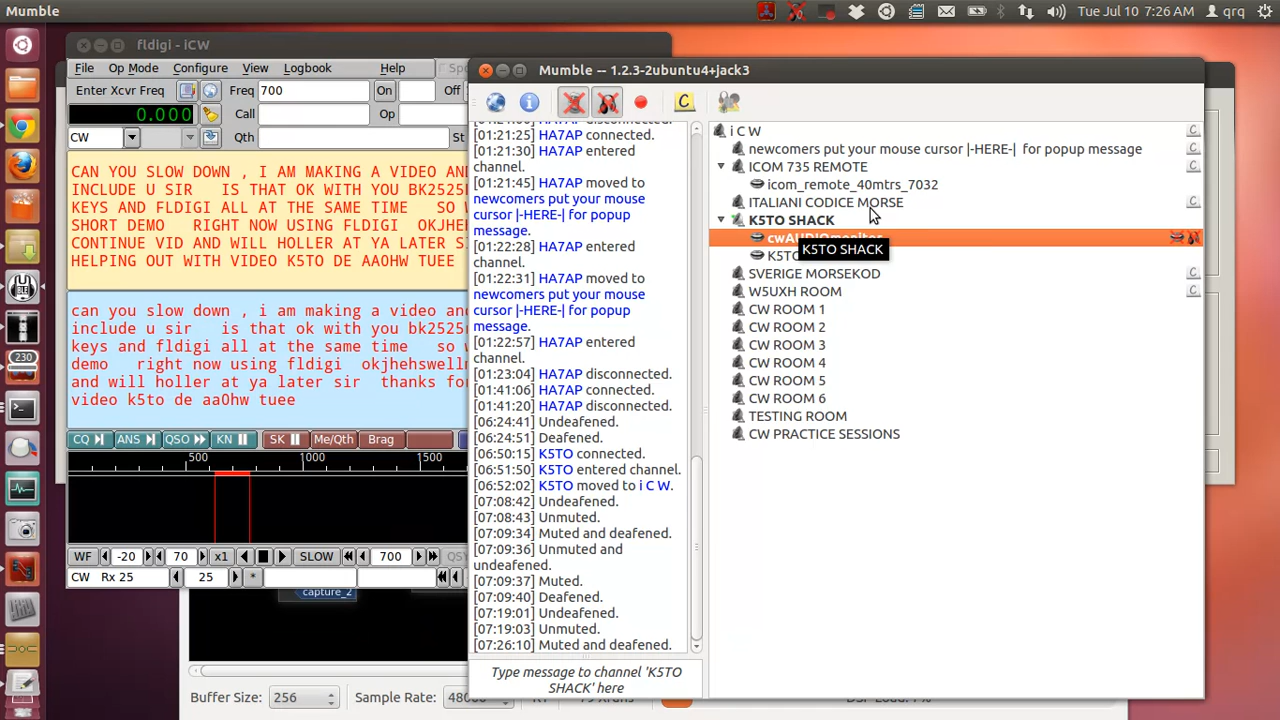 Mumble
Tue Jul 10 7:26 AM
qrq
fldigi - iCW
File Op Mode Configure View Logbook Help
Enter Xcvr Freq Freq 700 On Off
0.000 Call Op
CW Qth St
CAN YOU SLOW DOWN , I AM MAKING A VIDEO AND
INCLUDE U SIR IS THAT OK WITH YOU BK2525
KEYS AND FLDIGI ALL AT THE SAME TIME SO
SHORT DEMO RIGHT NOW USING FLDIGI
CONTINUE VID AND WILL HOLLER AT YA LATER
HELPING OUT WITH VIDEO K5TO DE AA0HW TUEE
can you slow down , i am making a video and
include u sir is that ok with you bk2525
keys and fldigi all at the same time so
demo right now using fldigi okjhehswell
and will holler at ya later sir thanks for
video k5to de aa0hw tuee
CQ ANS QSO KN SK Me/Qth Brag
500 1000 1500
WF -20 70 x1 SLOW 700 QSY
CW Rx 25 25 *
capture_2
Buffer Size: 256 Sample Rate:
230
Mumble -- 1.2.3-2ubuntu4+jack3
[01:21:25] HA7AP connected.
[01:21:30] HA7AP entered
channel.
[01:21:45] HA7AP moved to
newcomers put your mouse
cursor |-HERE-| for popup
message.
[01:22:28] HA7AP entered
channel.
[01:22:31] HA7AP moved to
newcomers put your mouse
cursor |-HERE-| for popup
message.
[01:22:57] HA7AP entered
channel.
[01:23:04] HA7AP disconnected.
[01:41:06] HA7AP connected.
[01:41:20] HA7AP disconnected.
[06:24:41] Undeafened.
[06:24:51] Deafened.
[06:50:15] K5TO connected.
[06:51:50] K5TO entered channel.
[06:52:02] K5TO moved to i C W.
[07:08:42] Undeafened.
[07:08:43] Unmuted.
[07:09:34] Muted and deafened.
[07:09:36] Unmuted and
undeafened.
[07:09:37] Muted.
[07:09:40] Deafened.
[07:19:01] Undeafened.
[07:19:03] Unmuted.
[07:26:10] Muted and deafened.
Type message to channel 'K5TO
SHACK' here
i C W
newcomers put your mouse cursor |-HERE-| for popup message
ICOM 735 REMOTE
icom_remote_40mtrs_7032
ITALIANI CODICE MORSE
K5TO SHACK
cwAUDIOmonitor
K5TO SHACK
K5TO
SVERIGE MORSEKOD
W5UXH ROOM
CW ROOM 1
CW ROOM 2
CW ROOM 3
CW ROOM 4
CW ROOM 5
CW ROOM 6
TESTING ROOM
CW PRACTICE SESSIONS